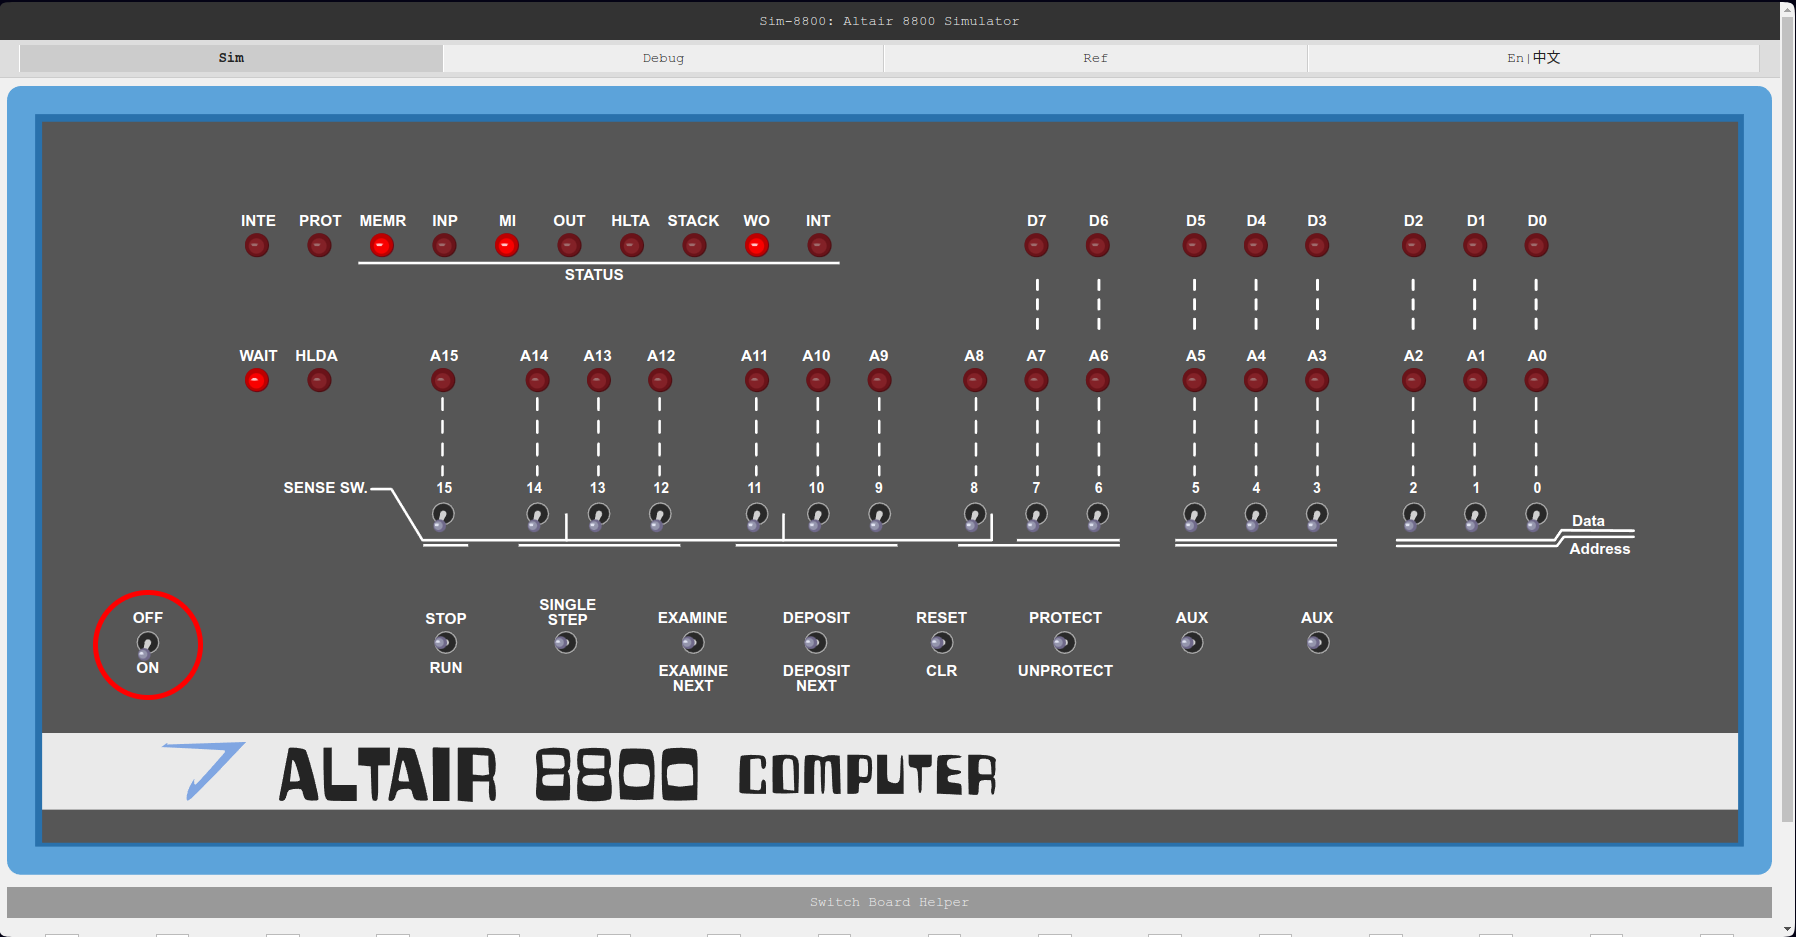 Sim-8800: Altair 8800 Simulator
Sim Debug Ref En|中文
INTE PROT MEMR INP MI OUT HLTA STACK WO INT D7 D6 D5 D4 D3 D2 D1 D0
STATUS
WAIT HLDA A15 A14 A13 A12 A11 A10 A9 A8 A7 A6 A5 A4 A3 A2 A1 A0
SENSE SW. 15 14 13 12 11 10 9 8 7 6 5 4 3 2 1 0
Data
Address
OFF
ON
STOP
RUN
SINGLE
STEP
EXAMINE
EXAMINE
NEXT
DEPOSIT
DEPOSIT
NEXT
RESET
CLR
PROTECT
UNPROTECT
AUX
AUX
ALTAIR 8800 COMPUTER
Switch Board Helper